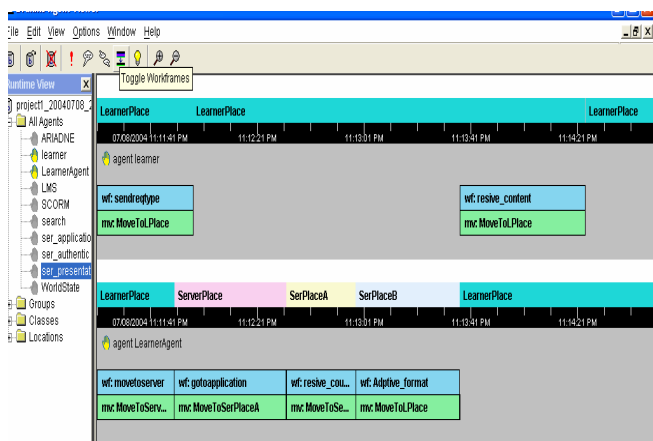 File Edit View Options Window Help
Toggle Workframes
Runtime View
project1_20040708_2
All Agents
ARIADNE
learner
LearnerAgent
LMS
SCORM
search
ser_applicatio
ser_authentic
ser_presentat
WorldState
Groups
Classes
Locations
LearnerPlace LearnerPlace LearnerPlace
07/08/2004 11:11:41 PM 11:12:21 PM 11:13:01 PM 11:13:41 PM 11:14:21 PM
agent learner
wf: sendreqtype wf: resive_content
mv: MoveToLPlace mv: MoveToLPlace
LearnerPlace ServerPlace SerPlaceA SerPlaceB LearnerPlace
07/08/2004 11:11:41 PM 11:12:21 PM 11:13:01 PM 11:13:41 PM 11:14:21 PM
agent LearnerAgent
wf: movetoserver wf: gotoapplication wf: resive_cou... wf: Adptive_format
mv: MoveToServ... mv: MoveToSerPlaceA mv: MoveToSe... mv: MoveToLPlace